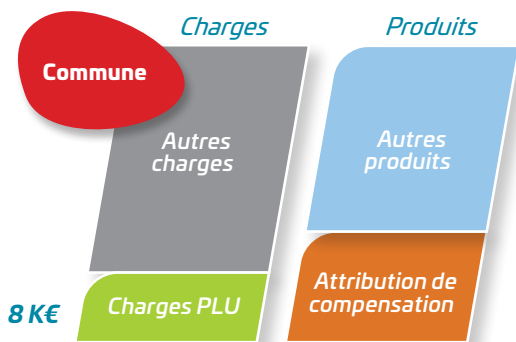 Charges
Produits
Commune
Autres
charges
Autres
produits
8 K€
Charges PLU
Attribution de
compensation